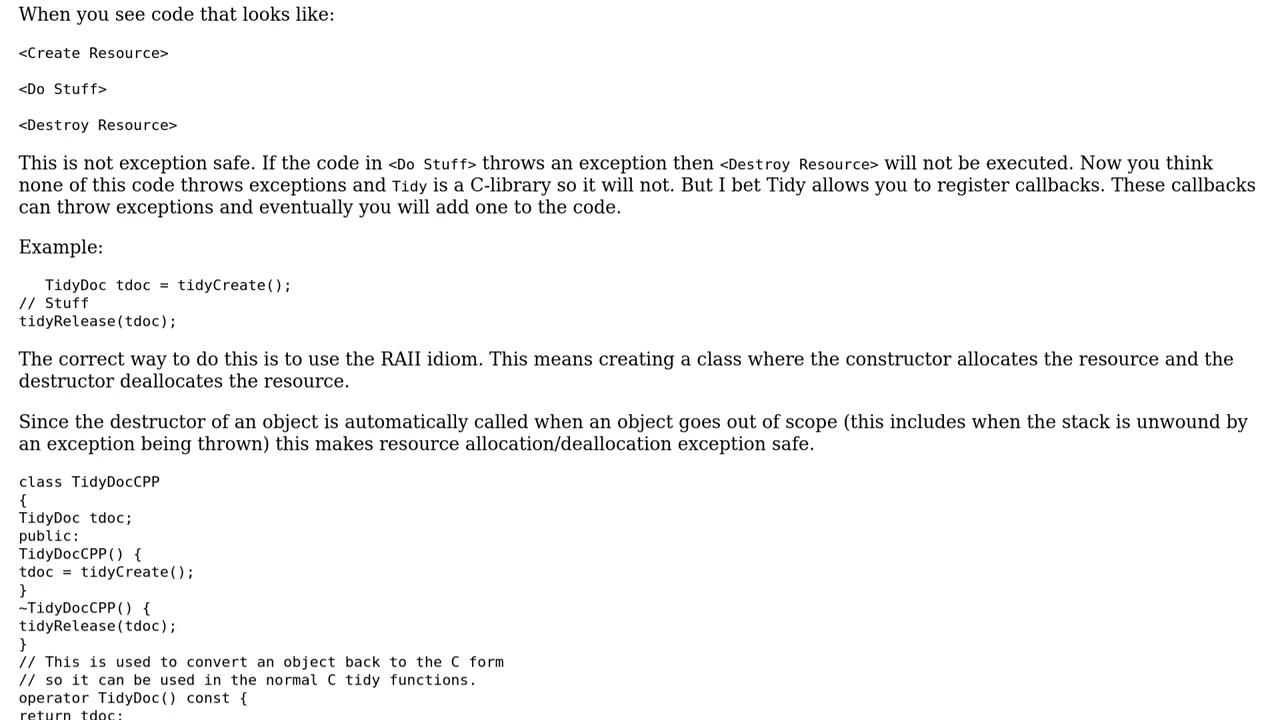 When you see code that looks like:
<Create Resource>
<Do Stuff>
<Destroy Resource>
This is not exception safe. If the code in <Do Stuff> throws an exception then <Destroy Resource> will not be executed. Now you think
none of this code throws exceptions and Tidy is a C-library so it will not. But I bet Tidy allows you to register callbacks. These callbacks
can throw exceptions and eventually you will add one to the code.
Example:
TidyDoc tdoc = tidyCreate();
// Stuff
tidyRelease(tdoc);
The correct way to do this is to use the RAII idiom. This means creating a class where the constructor allocates the resource and the
destructor deallocates the resource.
Since the destructor of an object is automatically called when an object goes out of scope (this includes when the stack is unwound by
an exception being thrown) this makes resource allocation/deallocation exception safe.
class TidyDocCPP
{
TidyDoc tdoc;
public:
TidyDocCPP() {
tdoc = tidyCreate();
}
~TidyDocCPP() {
tidyRelease(tdoc);
}
// This is used to convert an object back to the C form
// so it can be used in the normal C tidy functions.
operator TidyDoc() const {
return tdoc;